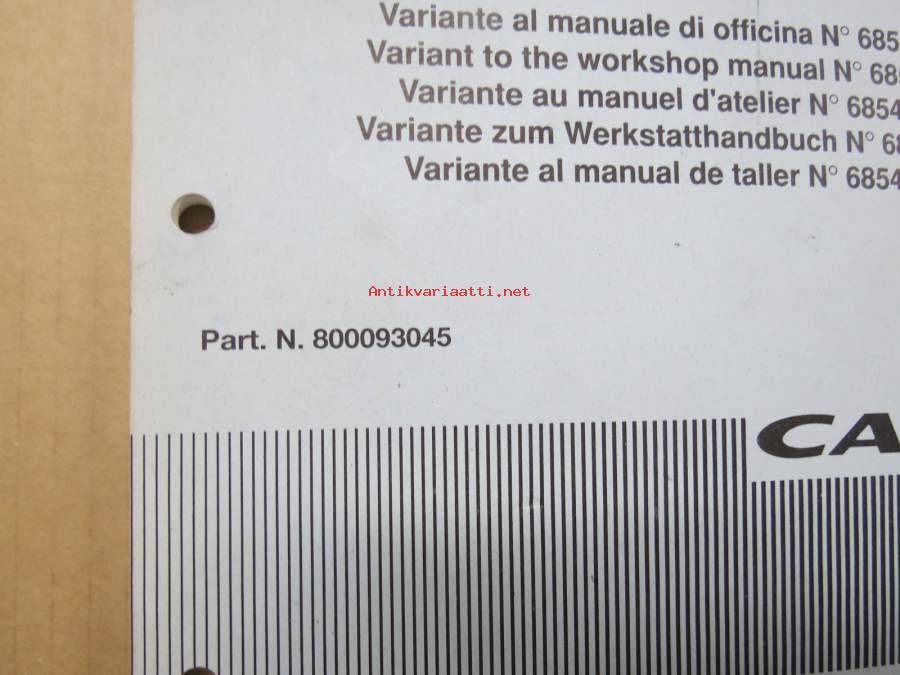 Variante al manuale di officina N° 685
Variant to the workshop manual N° 685
Variante au manuel d'atelier N° 6854
Variante zum Werkstatthandbuch N° 68
Variante al manual de taller N° 6854
Antikvariaatti.net
Part. N. 800093045
CA